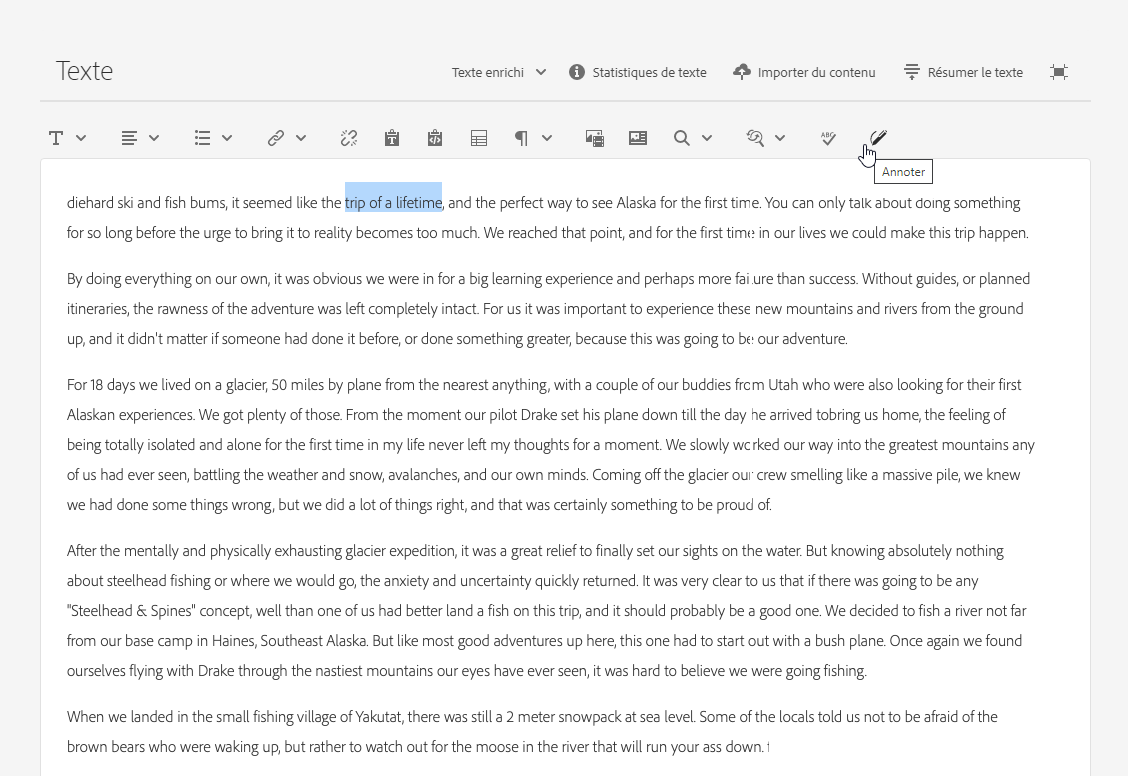 Texte
Texte enrichi
Statistiques de texte
Importer du contenu
Résumer le texte
ABC
Annoter
diehard ski and fish bums, it seemed like the trip of a lifetime, and the perfect way to see Alaska for the first time. You can only talk about doing something
for so long before the urge to bring it to reality becomes too much. We reached that point, and for the first time in our lives we could make this trip happen.
By doing everything on our own, it was obvious we were in for a big learning experience and perhaps more failure than success. Without guides, or planned
itineraries, the rawness of the adventure was left completely intact. For us it was important to experience these new mountains and rivers from the ground
up, and it didn't matter if someone had done it before, or done something greater, because this was going to be our adventure.
For 18 days we lived on a glacier, 50 miles by plane from the nearest anything, with a couple of our buddies from Utah who were also looking for their first
Alaskan experiences. We got plenty of those. From the moment our pilot Drake set his plane down till the day he arrived tobring us home, the feeling of
being totally isolated and alone for the first time in my life never left my thoughts for a moment. We slowly worked our way into the greatest mountains any
of us had ever seen, battling the weather and snow, avalanches, and our own minds. Coming off the glacier our crew smelling like a massive pile, we knew
we had done some things wrong, but we did a lot of things right, and that was certainly something to be proud of.
After the mentally and physically exhausting glacier expedition, it was a great relief to finally set our sights on the water. But knowing absolutely nothing
about steelhead fishing or where we would go, the anxiety and uncertainty quickly returned. It was very clear to us that if there was going to be any
"Steelhead & Spines" concept, well than one of us had better land a fish on this trip, and it should probably be a good one. We decided to fish a river not far
from our base camp in Haines, Southeast Alaska. But like most good adventures up here, this one had to start out with a bush plane. Once again we found
ourselves flying with Drake through the nastiest mountains our eyes have ever seen, it was hard to believe we were going fishing.
When we landed in the small fishing village of Yakutat, there was still a 2 meter snowpack at sea level. Some of the locals told us not to be afraid of the
brown bears who were waking up, but rather to watch out for the moose in the river that will run your ass down.